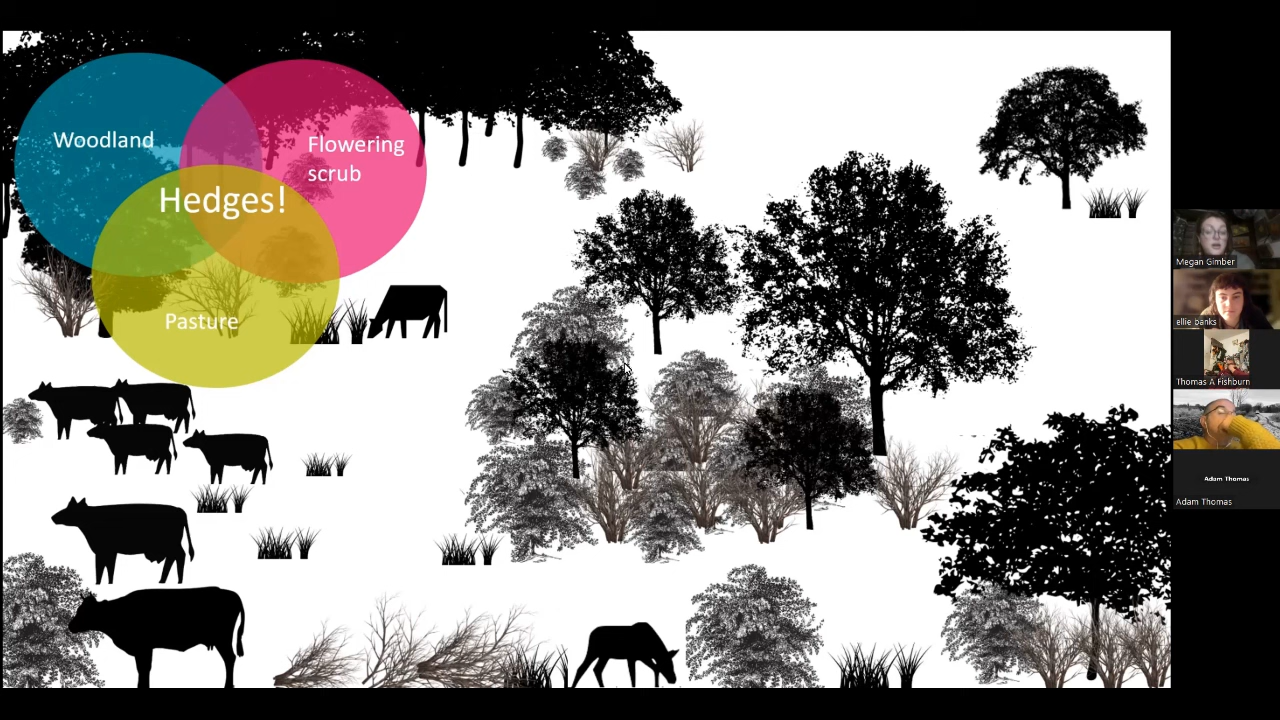 Woodland
Flowering
scrub
Hedges!
Pasture
Megan Gimber
ellie banks
Thomas A Fishburn
Adam Thomas
Adam Thomas